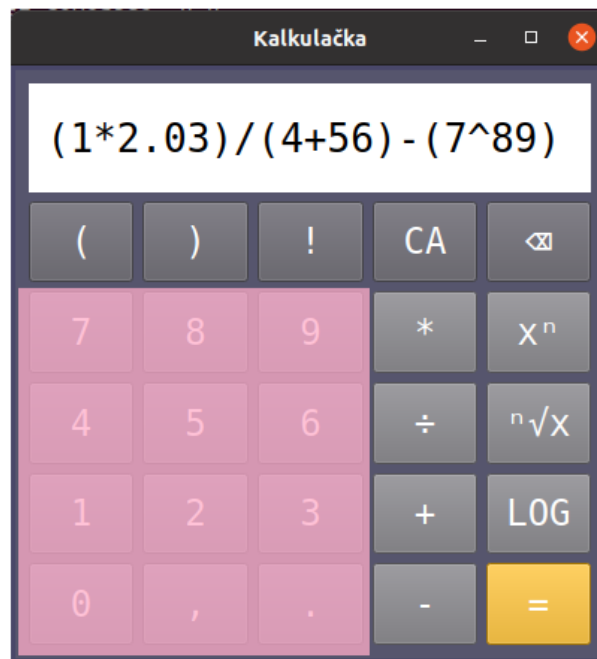 Kalkulačka
(1*2.03)/(4+56)-(7^89)
( ) ! CA ⌫
7 8 9 * xⁿ
4 5 6 ÷ ⁿ√x
1 2 3 + LOG
0 , . - =